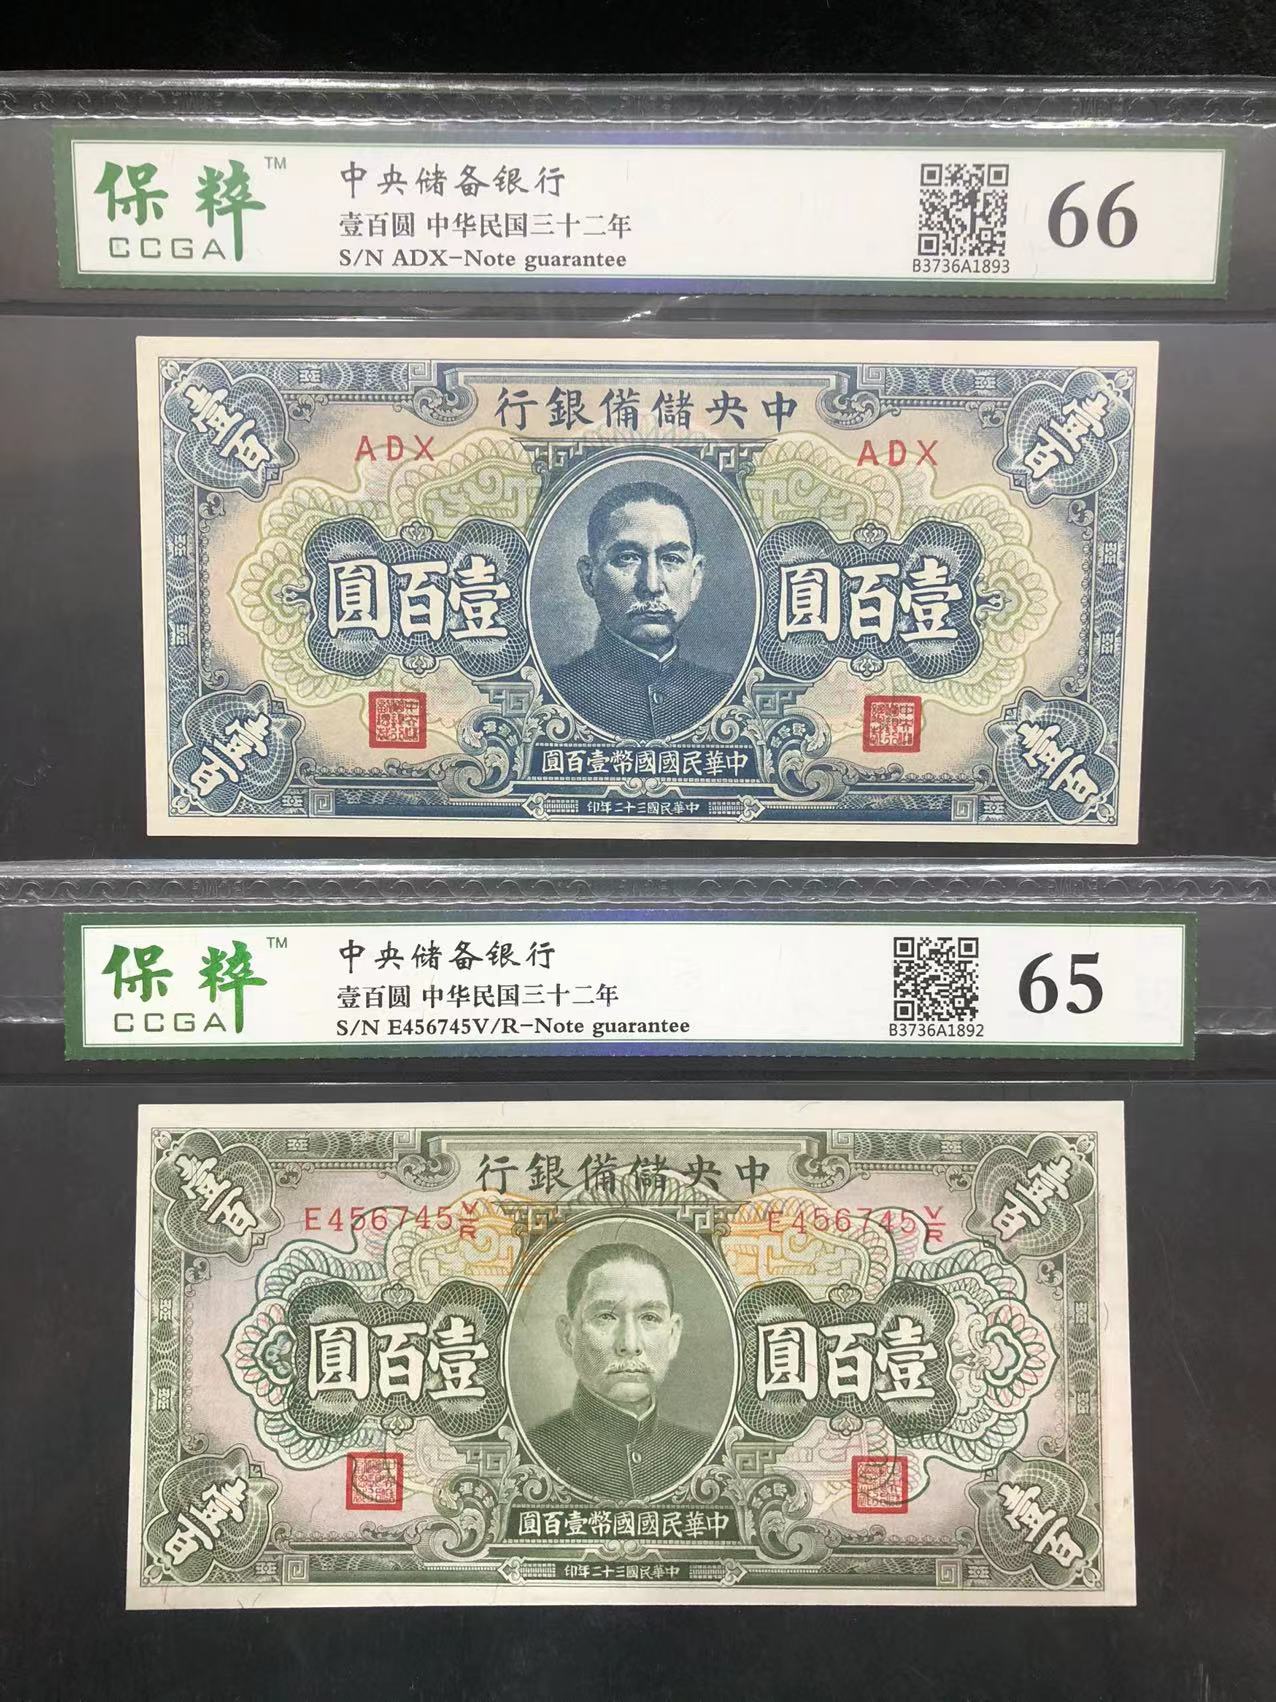 保粹™
CCGA
中央储备银行
壹百圆 中华民国三十二年
S/N ADX-Note guarantee
B3736A1893
66
壹百
壹百
行銀備儲央中
ADX
ADX
圓百壹
圓百壹
壹百
壹百
圓百壹幣國國民華中
印年二十三國民華中
保粹™
CCGA
中央储备银行
壹百圆 中华民国三十二年
S/N E456745V/R-Note guarantee
B3736A1892
65
壹百
壹百
行銀備儲央中
E456745V/R
E456745V/R
圓百壹
圓百壹
壹百
壹百
圓百壹幣國國民華中
印年二十三國民華中